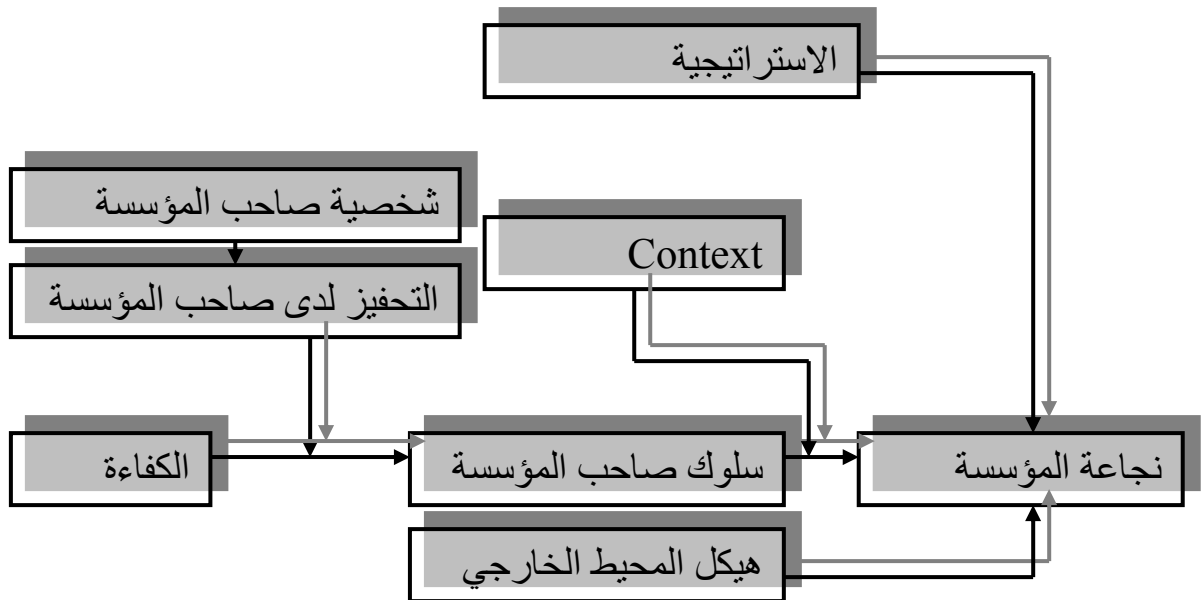 الاستراتيجية
شخصية صاحب المؤسسة
Context
التحفيز لدى صاحب المؤسسة
الكفاءة
سلوك صاحب المؤسسة
نجاعة المؤسسة
هيكل المحيط الخارجي